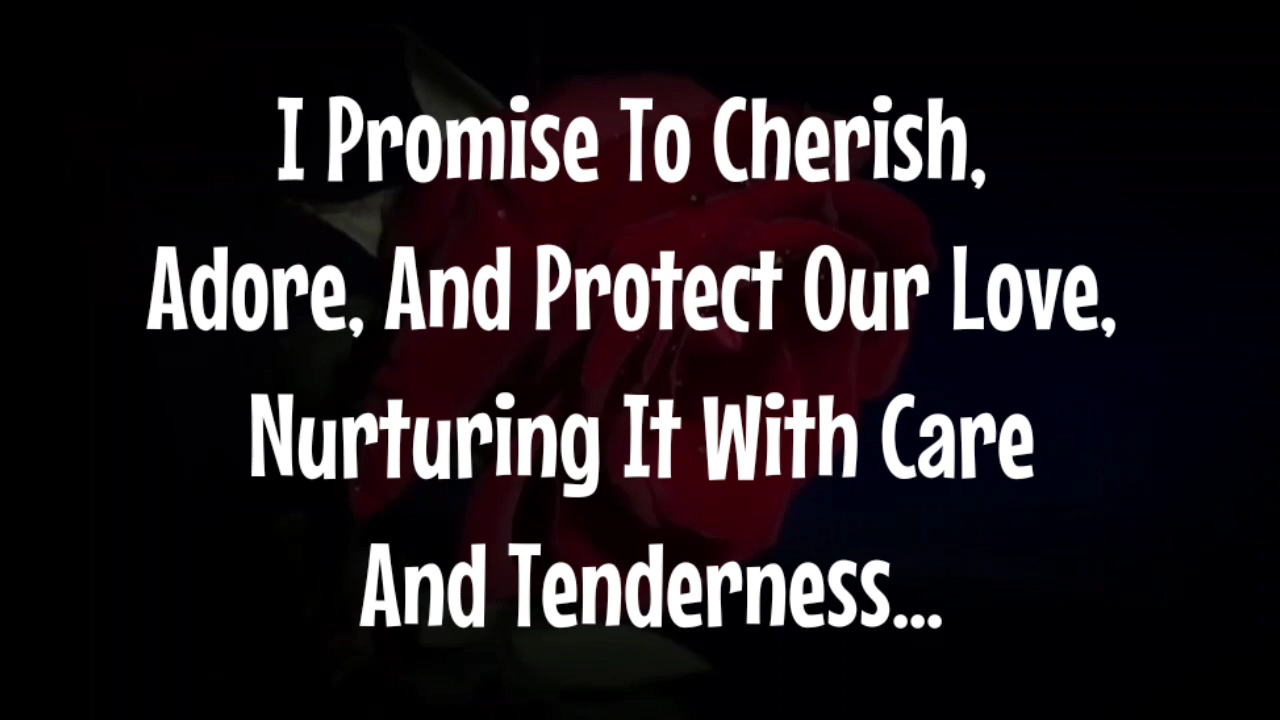 I Promise To Cherish,
Adore, And Protect Our Love,
Nurturing It With Care
And Tenderness...